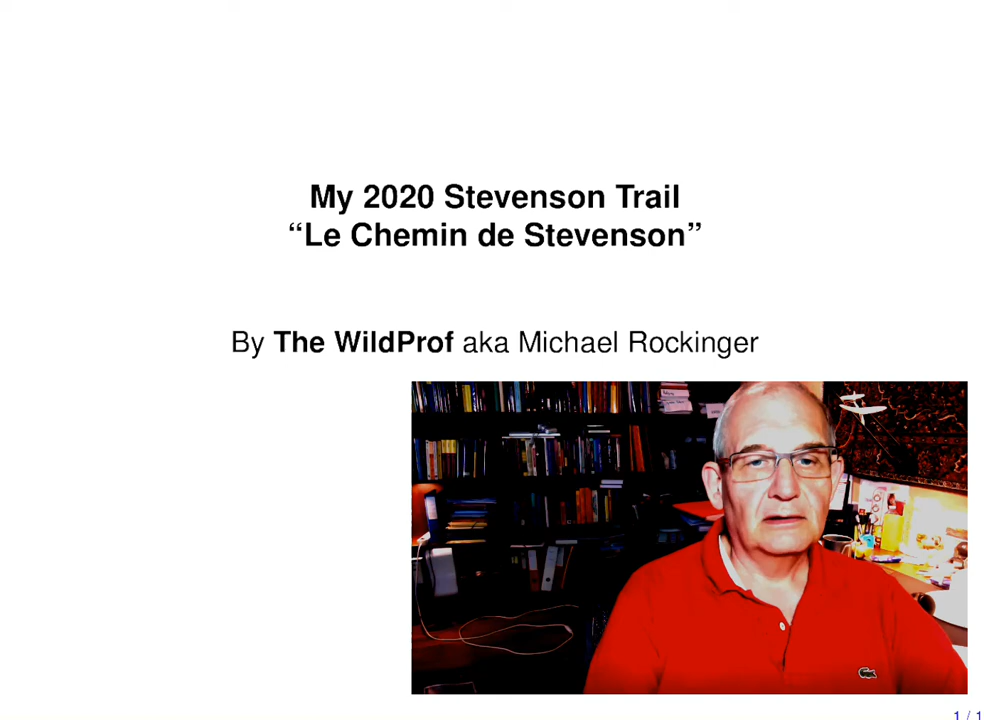 My 2020 Stevenson Trail
“Le Chemin de Stevenson”
By The WildProf aka Michael Rockinger
1 / 1